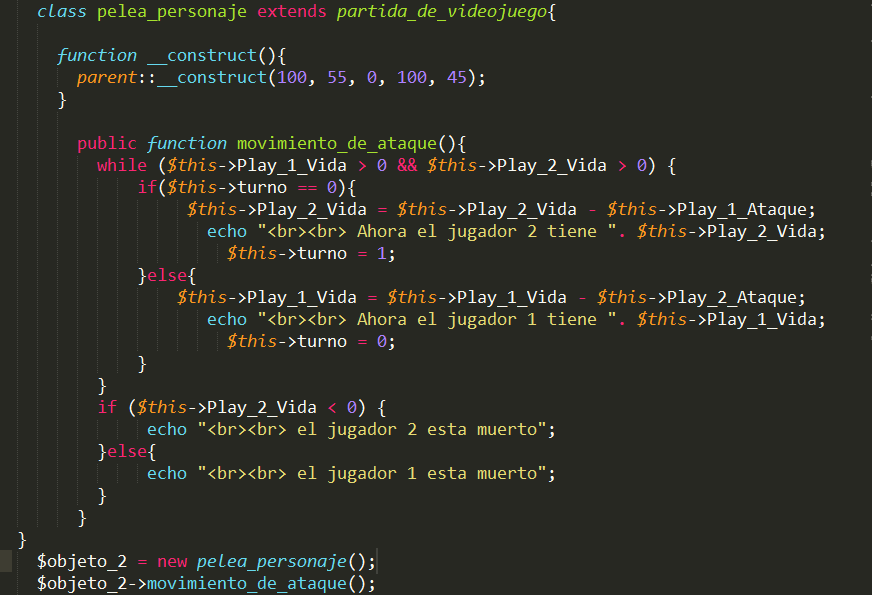 class pelea_personaje extends partida_de_videojuego{
function __construct(){
parent::__construct(100, 55, 0, 100, 45);
}
public function movimiento_de_ataque(){
while ($this->Play_1_Vida > 0 && $this->Play_2_Vida > 0) {
if($this->turno == 0){
$this->Play_2_Vida = $this->Play_2_Vida - $this->Play_1_Ataque;
echo "<br><br> Ahora el jugador 2 tiene ". $this->Play_2_Vida;
$this->turno = 1;
}else{
$this->Play_1_Vida = $this->Play_1_Vida - $this->Play_2_Ataque;
echo "<br><br> Ahora el jugador 1 tiene ". $this->Play_1_Vida;
$this->turno = 0;
}
}
if ($this->Play_2_Vida < 0) {
echo "<br><br> el jugador 2 esta muerto";
}else{
echo "<br><br> el jugador 1 esta muerto";
}
}
}
$objeto_2 = new pelea_personaje();
$objeto_2->movimiento_de_ataque();